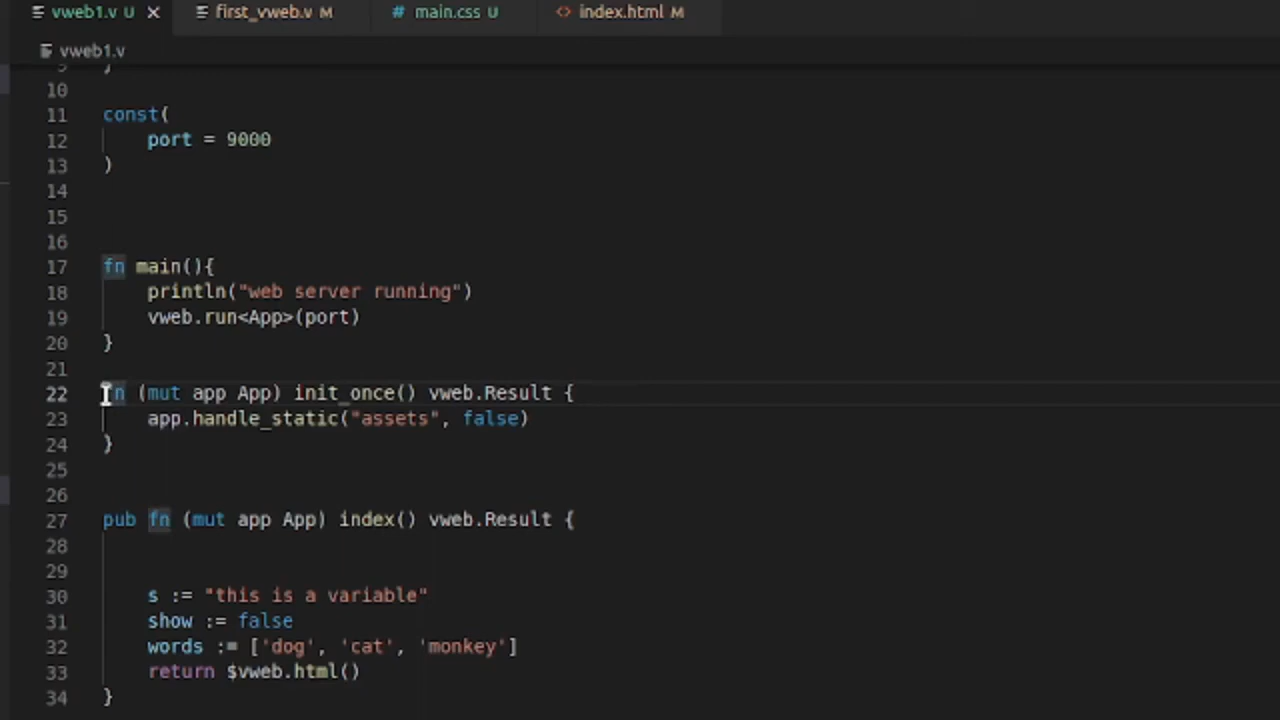 vweb1.v U first_vweb.v M # main.css U <> index.html M
vweb1.v
9 }
10
11 const(
12 port = 9000
13 )
14
15
16
17 fn main(){
18 println("web server running")
19 vweb.run<App>(port)
20 }
21
22 fn (mut app App) init_once() vweb.Result {
23 app.handle_static("assets", false)
24 }
25
26
27 pub fn (mut app App) index() vweb.Result {
28
29
30 s := "this is a variable"
31 show := false
32 words := ['dog', 'cat', 'monkey']
33 return $vweb.html()
34 }